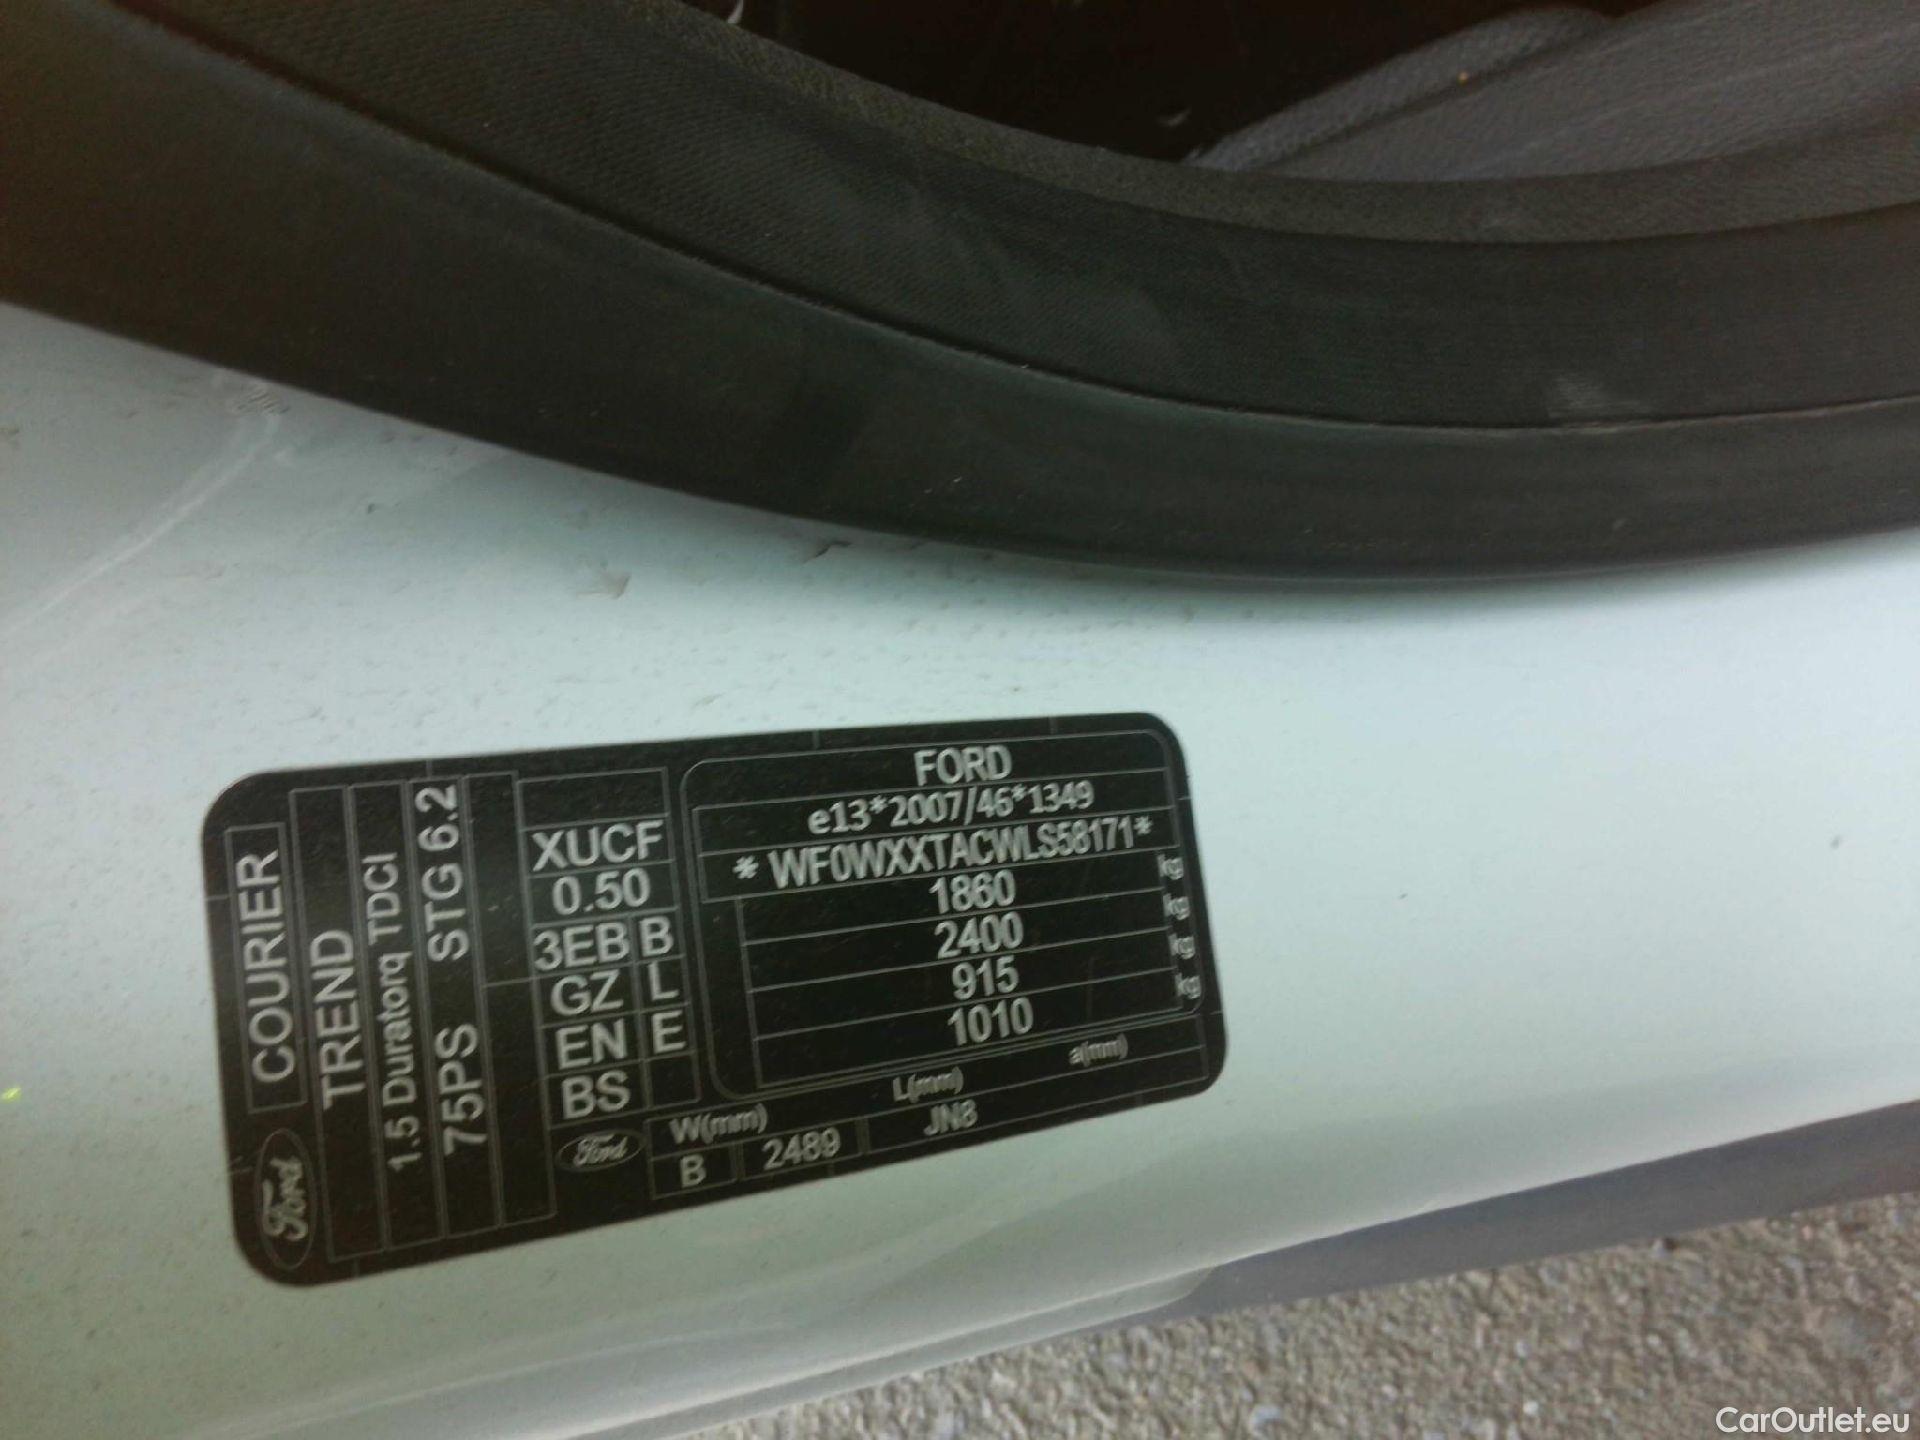 FORD
e13*2007/46*1349
* WF0WXXTACWLS58171*
1860 kg
2400 kg
915 kg
1010 kg
XUCF
0.50
3EB B
GZ L
EN E
BS
Ford W(mm) L(mm) a(mm)
B 2489 JN8
Ford COURIER
TREND
1.5 Duratorq TDCI
75PS STG 6.2
CarOutlet.eu